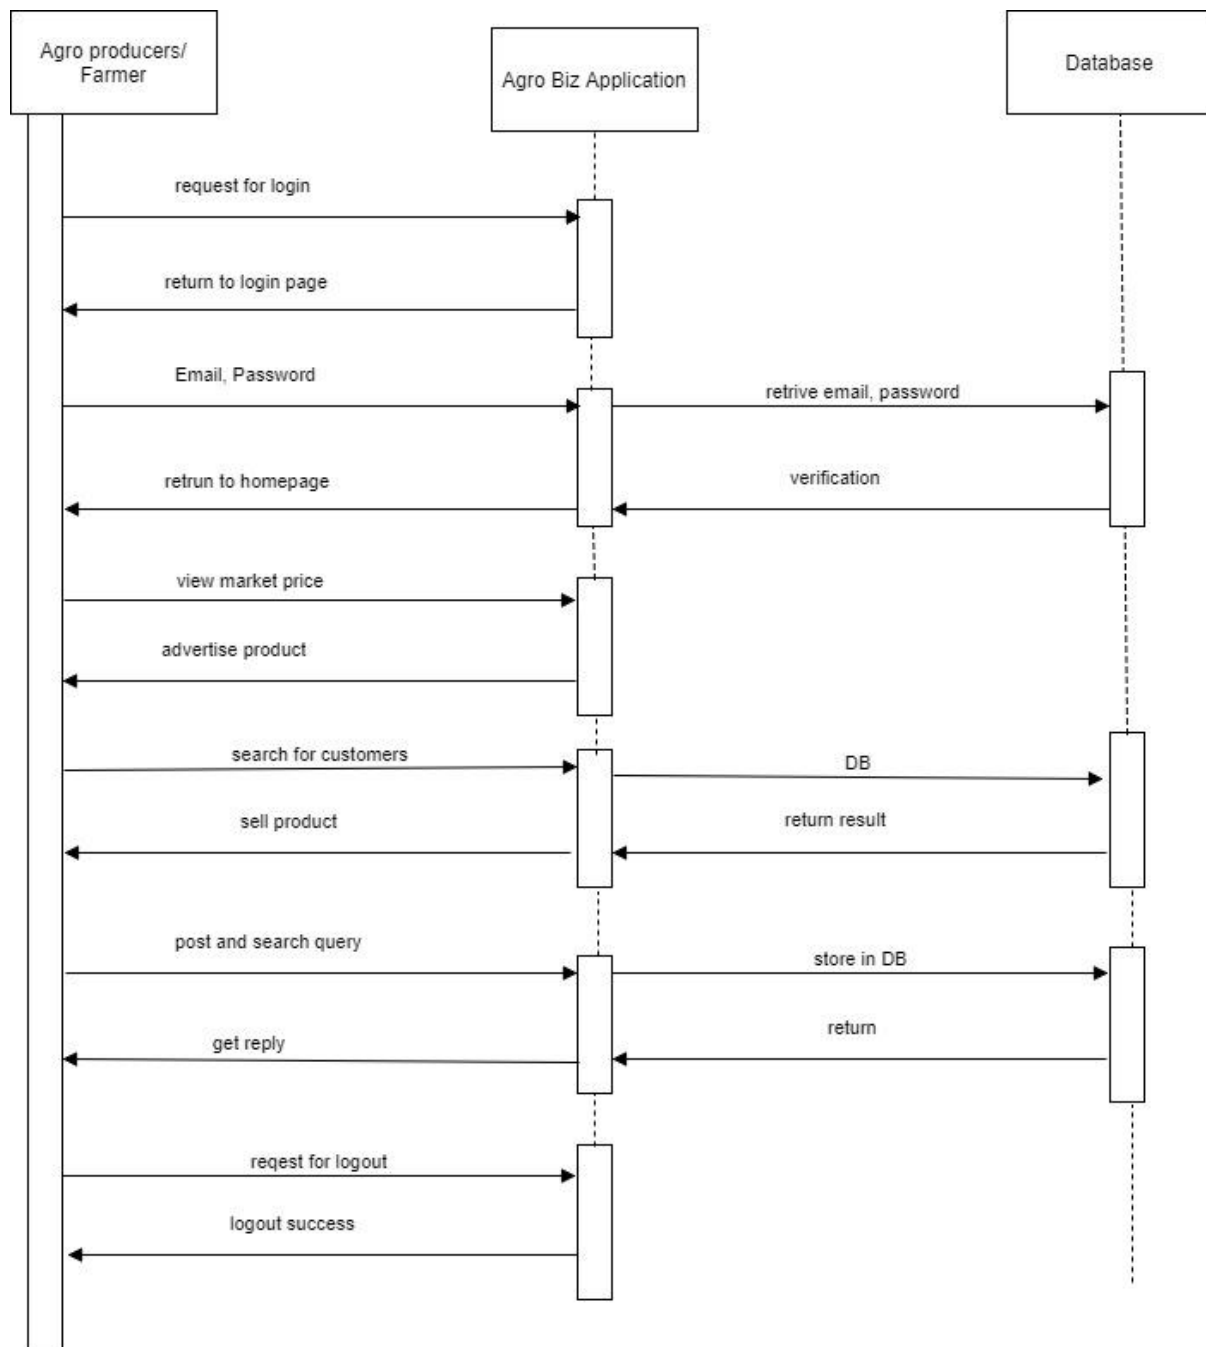 Agro producers/
Farmer
Agro Biz Application
Database
request for login
return to login page
Email, Password
retrive email, password
retrun to homepage
verification
view market price
advertise product
search for customers
DB
sell product
return result
post and search query
store in DB
get reply
return
reqest for logout
logout success